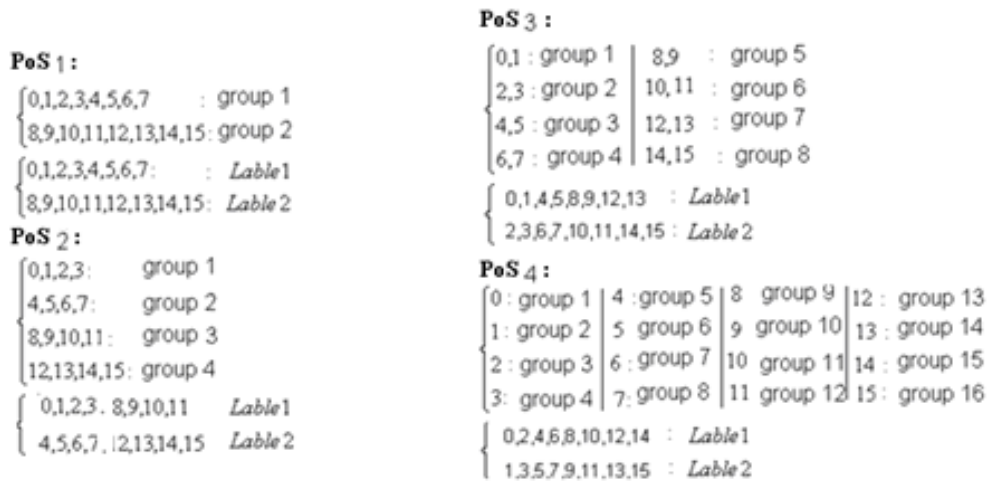 PoS 1 :
0,1,2,3,4,5,6,7 : group 1
8,9,10,11,12,13,14,15: group 2
0,1,2,3,4,5,6,7: : Lable1
8,9,10,11,12,13,14,15: Lable 2
PoS 2 :
0,1,2,3: group 1
4,5,6,7: group 2
8,9,10,11: group 3
12,13,14,15: group 4
0,1,2,3. 8,9,10,11 Lable1
4,5,6,7. 12,13,14,15 Lable 2
PoS 3 :
0,1 : group 1 | 8,9 : group 5
2,3 : group 2 | 10,11 : group 6
4,5 : group 3 | 12,13 : group 7
6,7 : group 4 | 14,15 : group 8
0,1,4,5,8,9,12,13 : Lable1
2,3,6,7,10,11,14,15 : Lable 2
PoS 4 :
0 : group 1 | 4 : group 5 | 8 group 9 | 12 : group 13
1: group 2 | 5 group 6 | 9 group 10 | 13 : group 14
2 : group 3 | 6 : group 7 | 10 group 11 | 14 : group 15
3: group 4 | 7: group 8 | 11 group 12 | 15 : group 16
0,2,4,6,8,10,12,14 : Lable1
1,3,5,7,9,11,13,15 : Lable 2